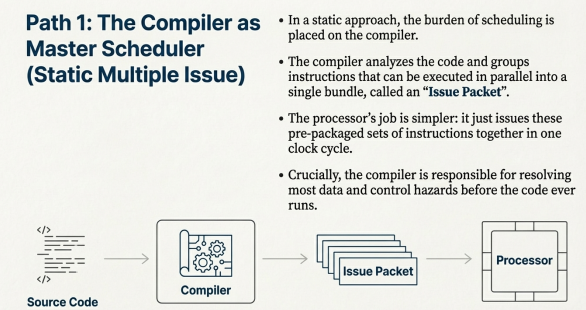 Path 1: The Compiler as
Master Scheduler
(Static Multiple Issue)
• In a static approach, the burden of scheduling is
placed on the compiler.
• The compiler analyzes the code and groups
instructions that can be executed in parallel into a
single bundle, called an “Issue Packet”.
• The processor’s job is simpler: it just issues these
pre-packaged sets of instructions together in one
clock cycle.
• Crucially, the compiler is responsible for resolving
most data and control hazards before the code ever
runs.
</>
</>
Source Code
Compiler
Issue Packet
Processor